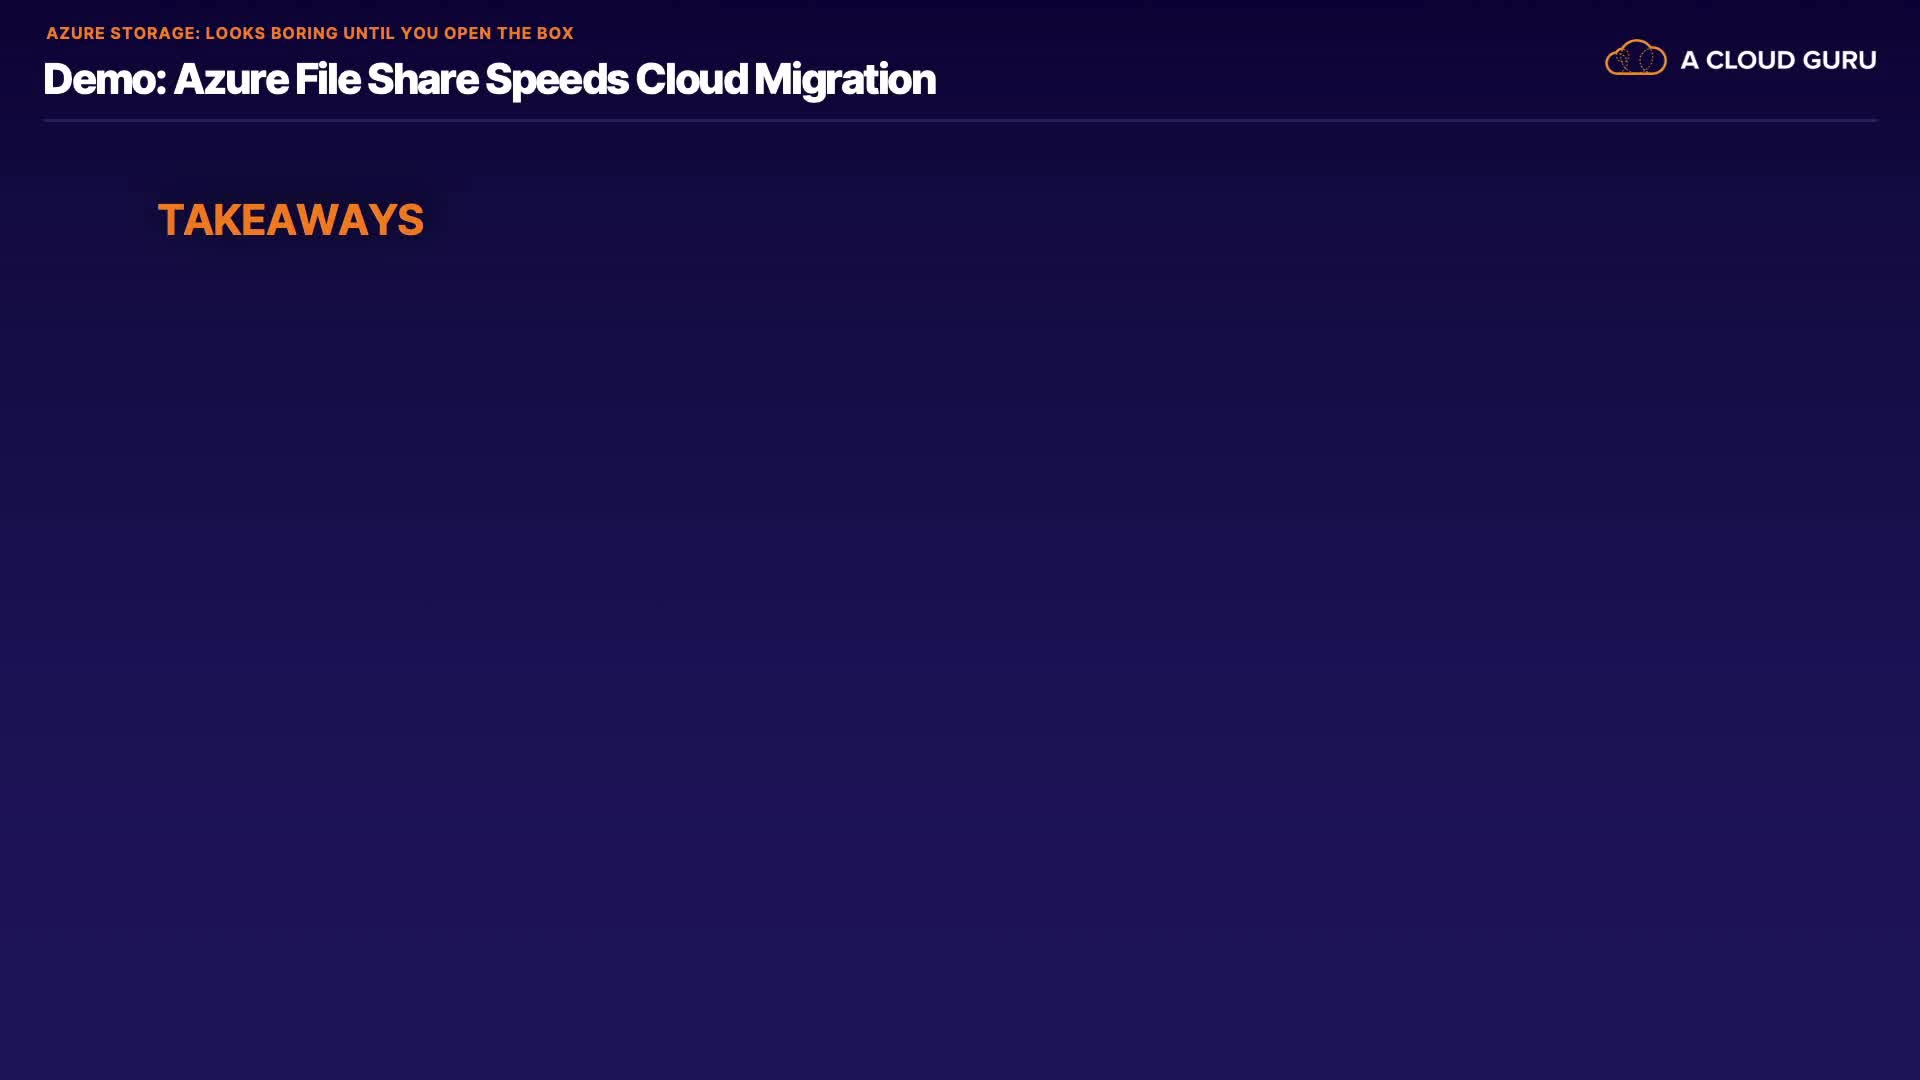 AZURE STORAGE: LOOKS BORING UNTIL YOU OPEN THE BOX
Demo: Azure File Share Speeds Cloud Migration
A CLOUD GURU
TAKEAWAYS